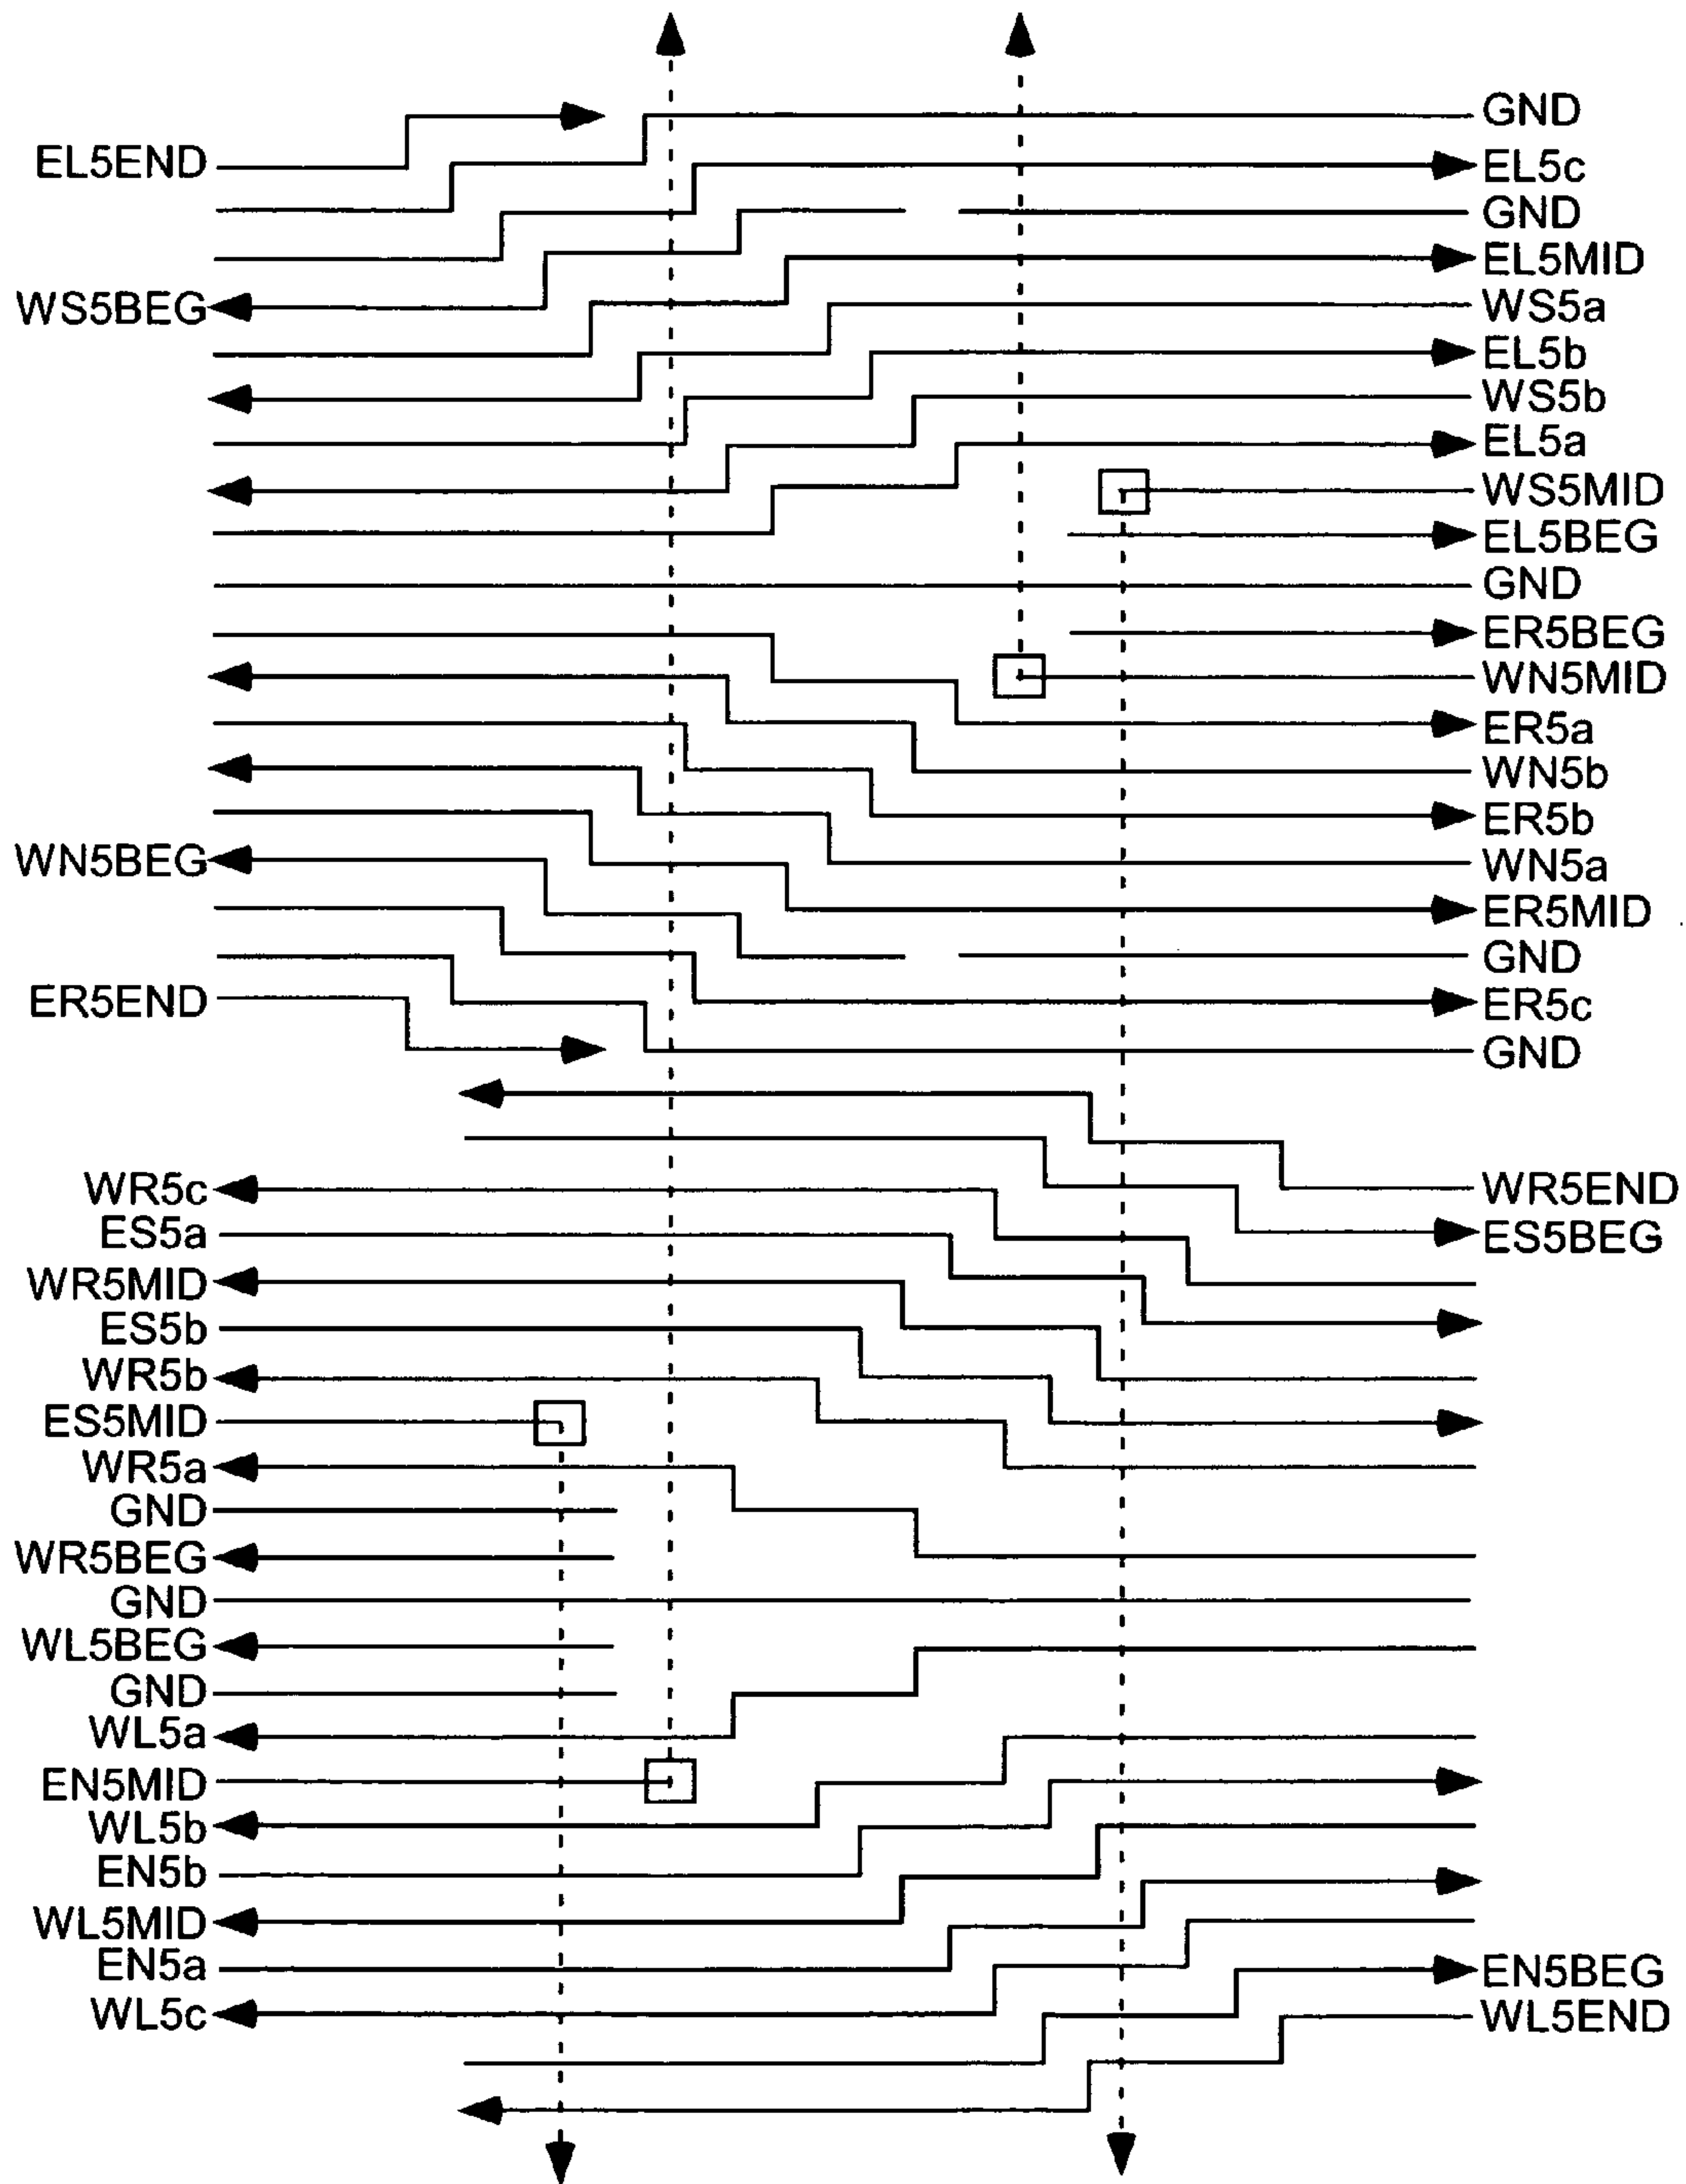 GND
EL5END
EL5c
GND
EL5MID
WS5BEG
WS5a
EL5b
WS5b
EL5a
WS5MID
EL5BEG
GND
ER5BEG
WN5MID
ER5a
WN5b
ER5b
WN5BEG
WN5a
ER5MID
GND
ER5END
ER5c
GND
WR5c
WR5END
ES5a
ES5BEG
WR5MID
ES5b
WR5b
ES5MID
WR5a
GND
WR5BEG
GND
WL5BEG
GND
WL5a
EN5MID
WL5b
EN5b
WL5MID
EN5a
EN5BEG
WL5c
WL5END